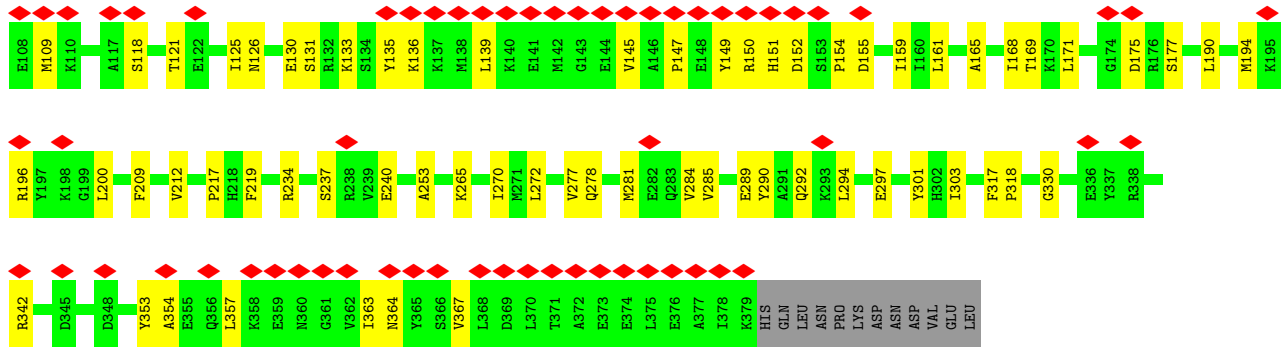 E108 M109 K110 A117 S118 T121 E122 I125 N126 E130 S131 R132 K133 S134 Y135 K136 K137 M138 L139 K140 E141 M142 G143 E144 V145 A146 P147 E148 Y149 R150 H151 D152 S153 P154 D155 I159 I160 L161 A165 I168 T169 K170 L171 G174 D175 R176 S177 L190 M194 K195
R196 Y197 K198 G199 L200 F209 V212 P217 H218 F219 R234 S237 R238 V239 E240 A253 K265 I270 M271 L272 V277 Q278 M281 E282 Q283 V284 V285 E289 Y290 A291 Q292 K293 L294 E297 Y301 H302 I303 F317 P318 G330 E336 Y337 R338
R342 D345 D348 Y353 A354 E355 Q356 L357 K358 E359 N360 G361 V362 I363 N364 Y365 S366 V367 L368 D369 L370 T371 A372 E373 E374 L375 E376 A377 I378 K379 HIS GLN LEU ASN PRO LYS ASP ASN ASP VAL GLU LEU